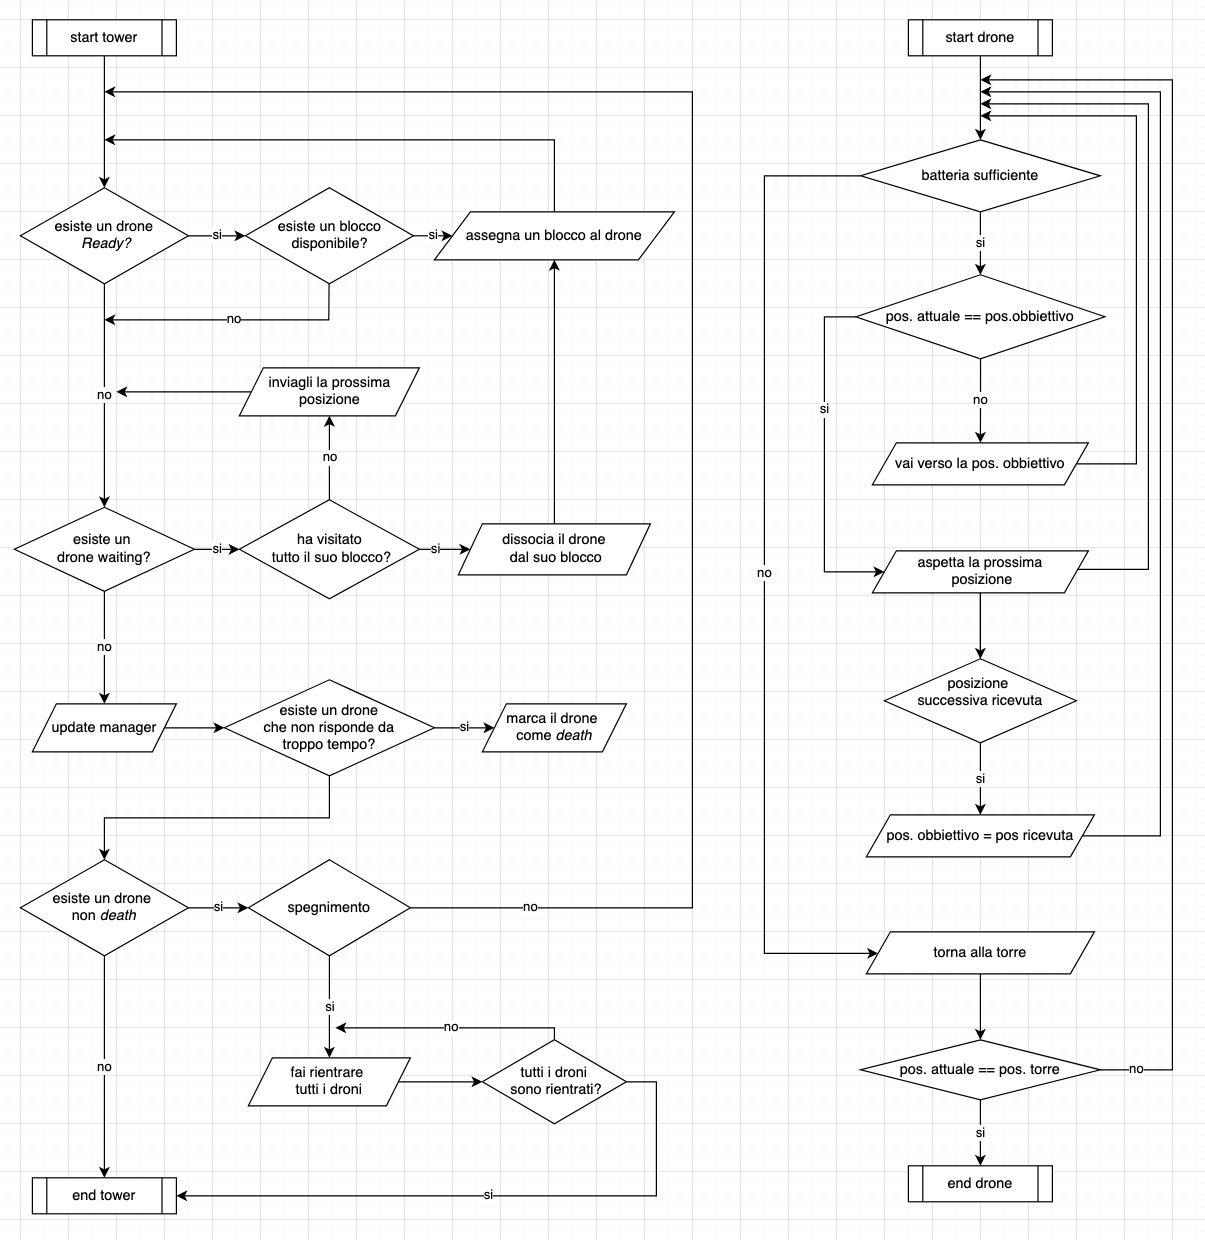 start tower
esiste un drone
Ready?
si
esiste un blocco
disponibile?
si
assegna un blocco al drone
no
no
inviagli la prossima
posizione
no
esiste un
drone waiting?
si
ha visitato
tutto il suo blocco?
si
dissocia il drone
dal suo blocco
no
update manager
esiste un drone
che non risponde da
troppo tempo?
si
marca il drone
come death
esiste un drone
non death
si
spegnimento
no
si
no
no
fai rientrare
tutti i droni
tutti i droni
sono rientrati?
si
end tower
start drone
batteria sufficiente
si
pos. attuale == pos.obbiettivo
si
no
vai verso la pos. obbiettivo
no
aspetta la prossima
posizione
posizione
successiva ricevuta
si
pos. obbiettivo = pos ricevuta
torna alla torre
pos. attuale == pos. torre
no
si
end drone